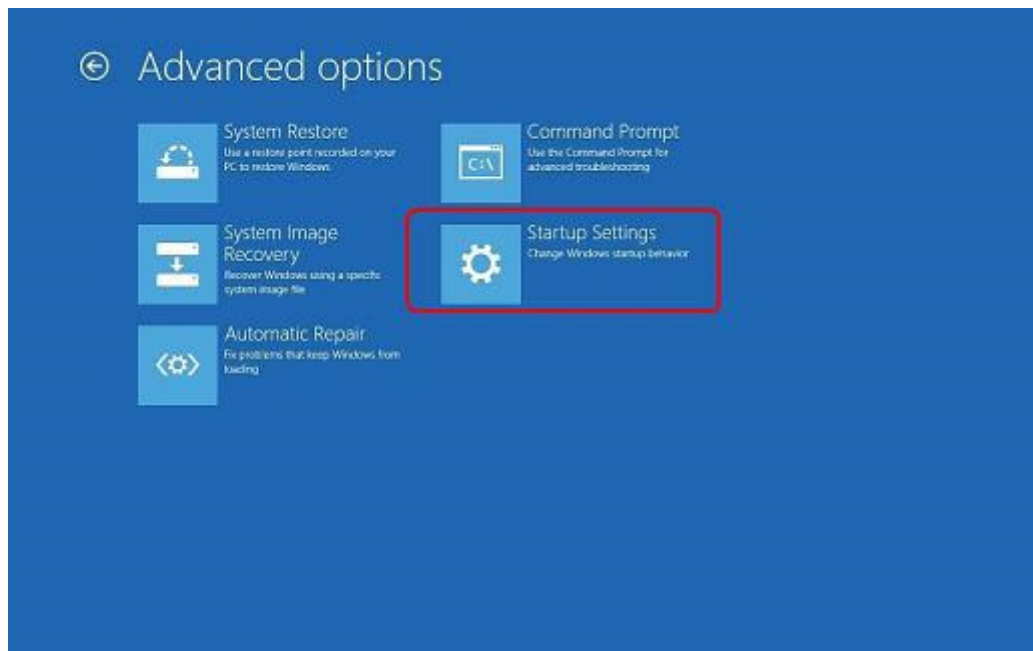 Advanced options
System Restore
Use a restore point recorded on your
PC to restore Windows.
System Image
Recovery
Recover Windows using a specific
system image file
Automatic Repair
Fix problems that keep Windows from
loading
Command Prompt
Use the Command Prompt for
advanced troubleshooting
C:\
Startup Settings
Change Windows startup behavior